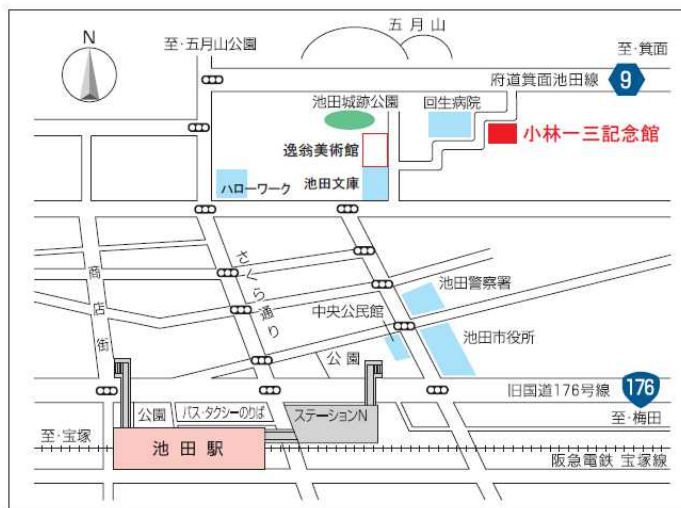 五月山
N
至・五月山公園
至・箕面
府道箕面池田線
9
池田城跡公園
回生病院
小林一三記念館
逸翁美術館
ハローワーク
池田文庫
さくら通り
商店街
池田警察署
中央公民館
池田市役所
公園
旧国道176号線
176
公園
バス・タクシーのりば
ステーションN
至・梅田
至・宝塚
池田駅
阪急電鉄 宝塚線